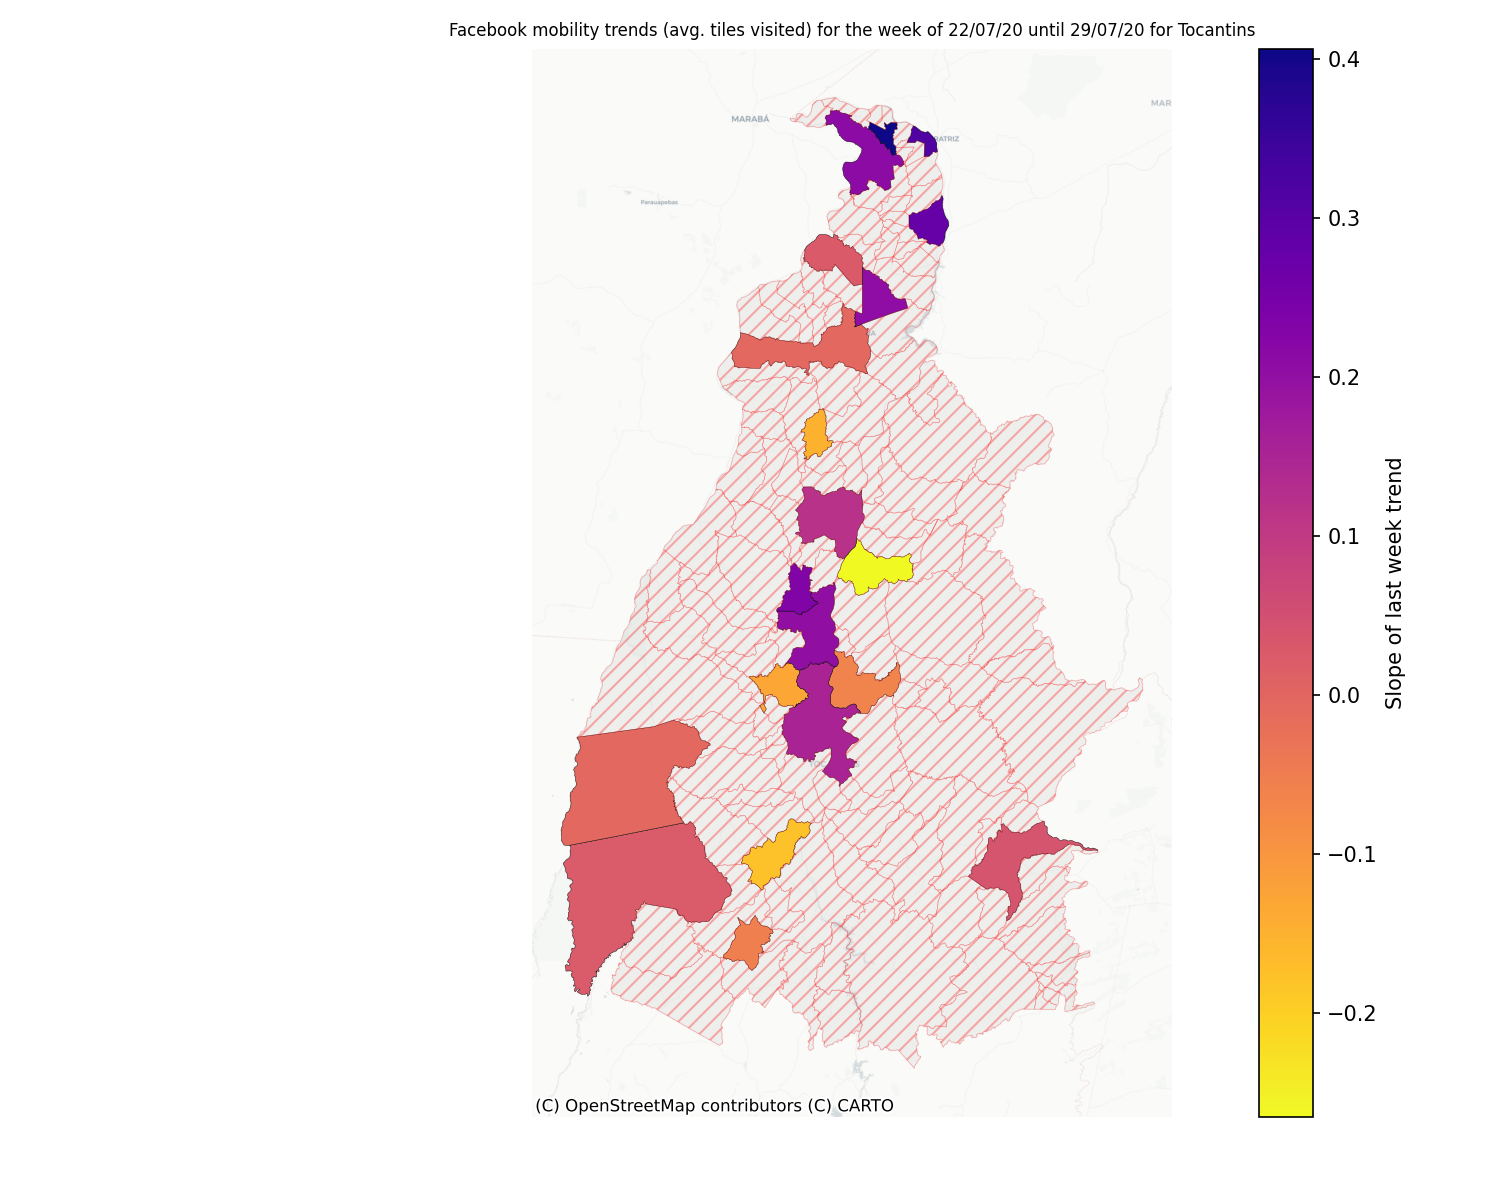 Facebook mobility trends (avg. tiles visited) for the week of 22/07/20 until 29/07/20 for Tocantins
MARABÁ
MAR
ATRIZ
Parauapebas
0.4
0.3
0.2
0.1
0.0
−0.1
−0.2
Slope of last week trend
(C) OpenStreetMap contributors (C) CARTO